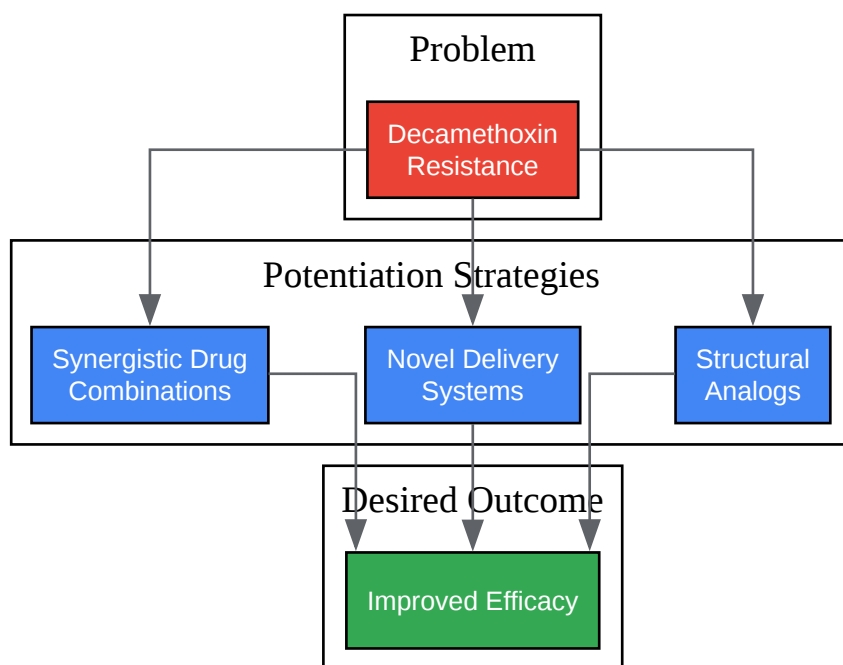 Problem
Decamethoxin
Resistance
Potentiation Strategies
Synergistic Drug
Combinations
Novel Delivery
Systems
Structural
Analogs
Desired Outcome
Improved Efficacy